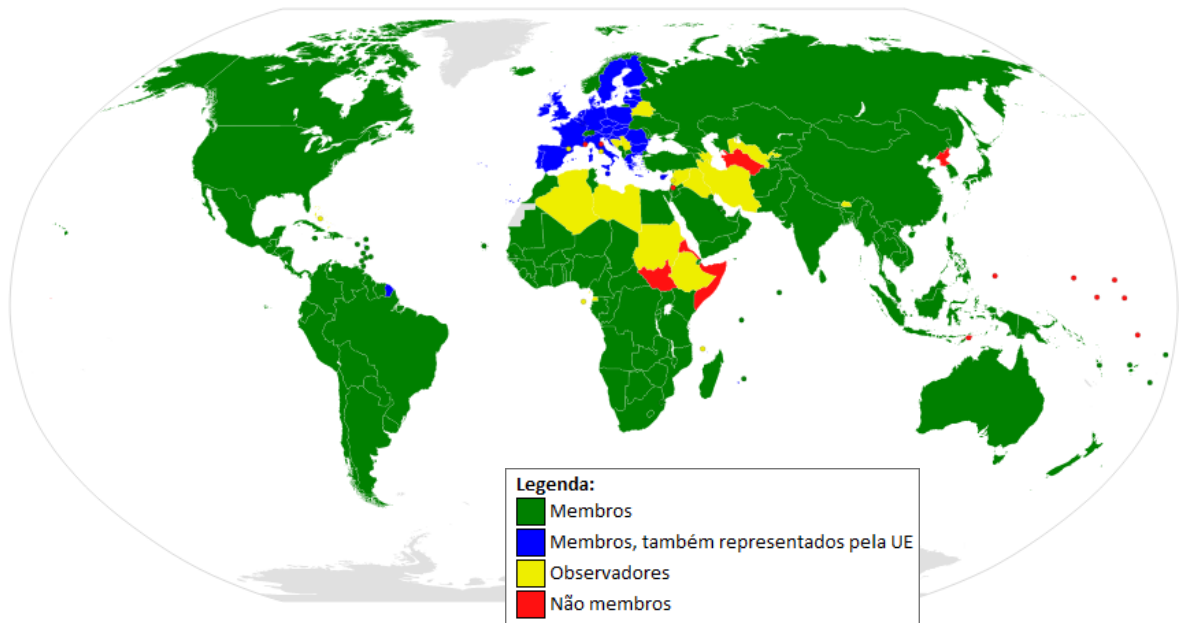 Legenda:
Membros
Membros, também representados pela UE
Observadores
Não membros